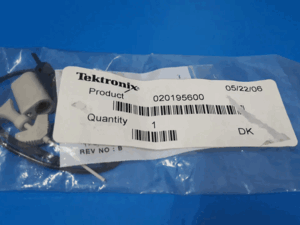 Tektronix
05/22/06
Product 020195600
Quantity 1
DK
REV NO : B